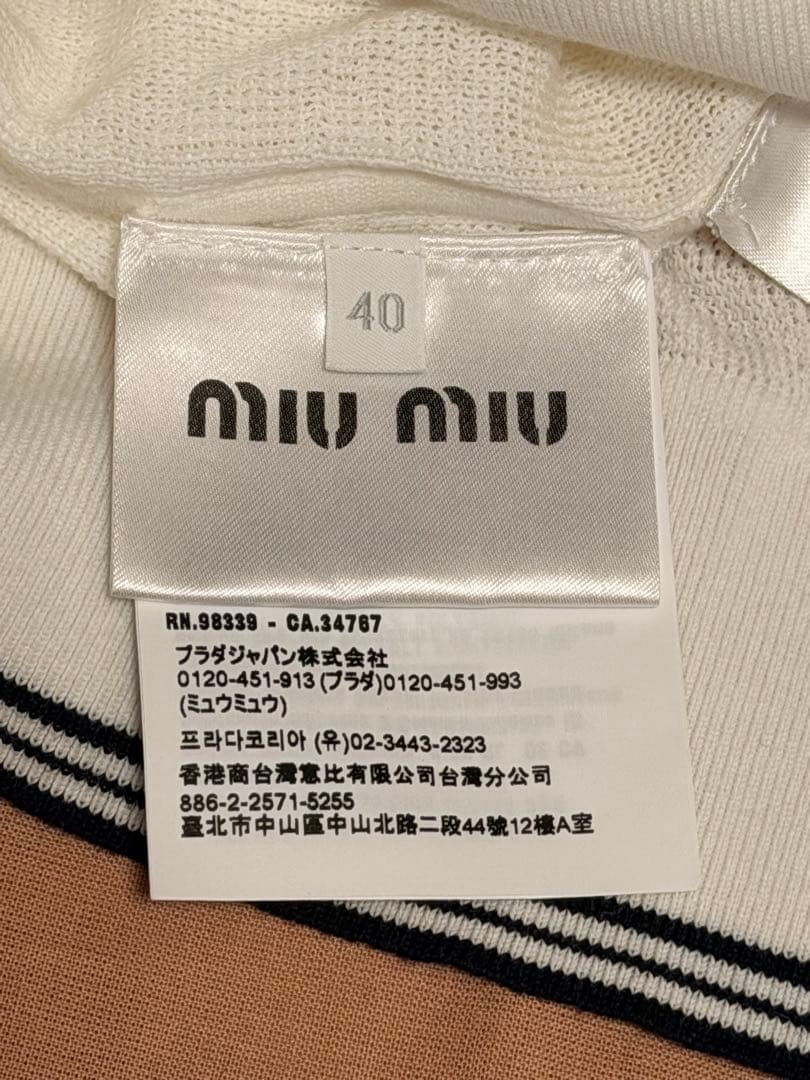 40
miu miu
RN.98339 - CA.34767
プラダジャパン株式会社
0120-451-913(プラダ)0120-451-993
(ミュウミュウ)
프라다코리아 (유)02-3443-2323
香港商台灣意比有限公司台灣分公司
886-2-2571-5255
臺北市中山區中山北路二段44號12樓A室